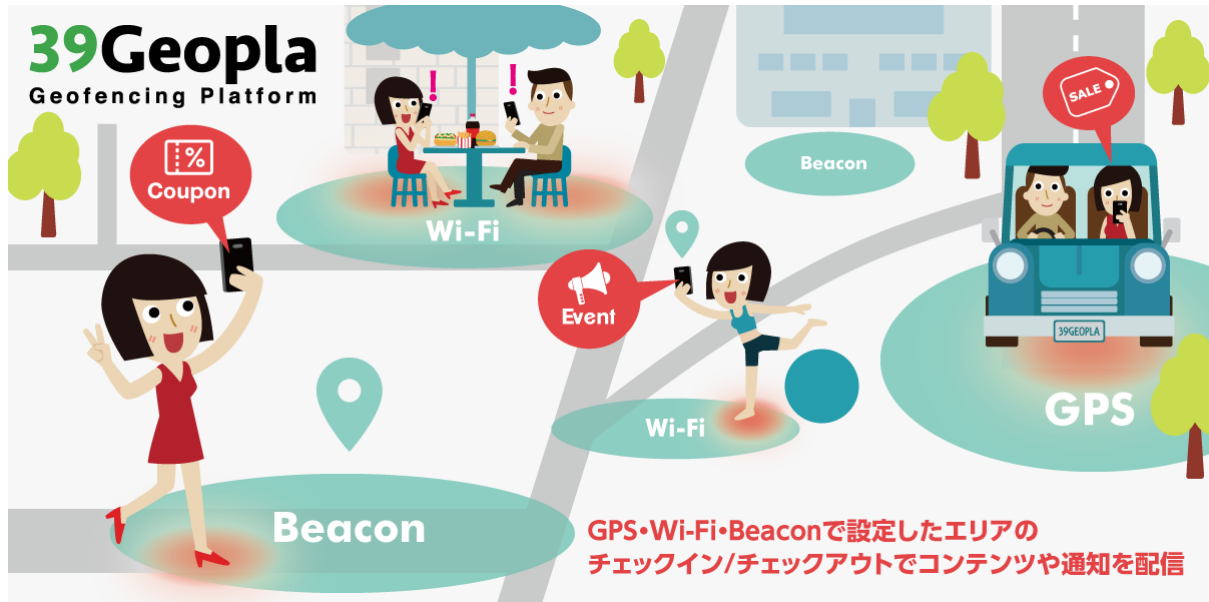 39Geopla
Geofencing Platform
Coupon
!
!
Wi-Fi
Beacon
SALE
Event
39GEOPLA
GPS
Wi-Fi
Beacon
GPS・Wi-Fi・Beaconで設定したエリアの
チェックイン/チェックアウトでコンテンツや通知を配信
%